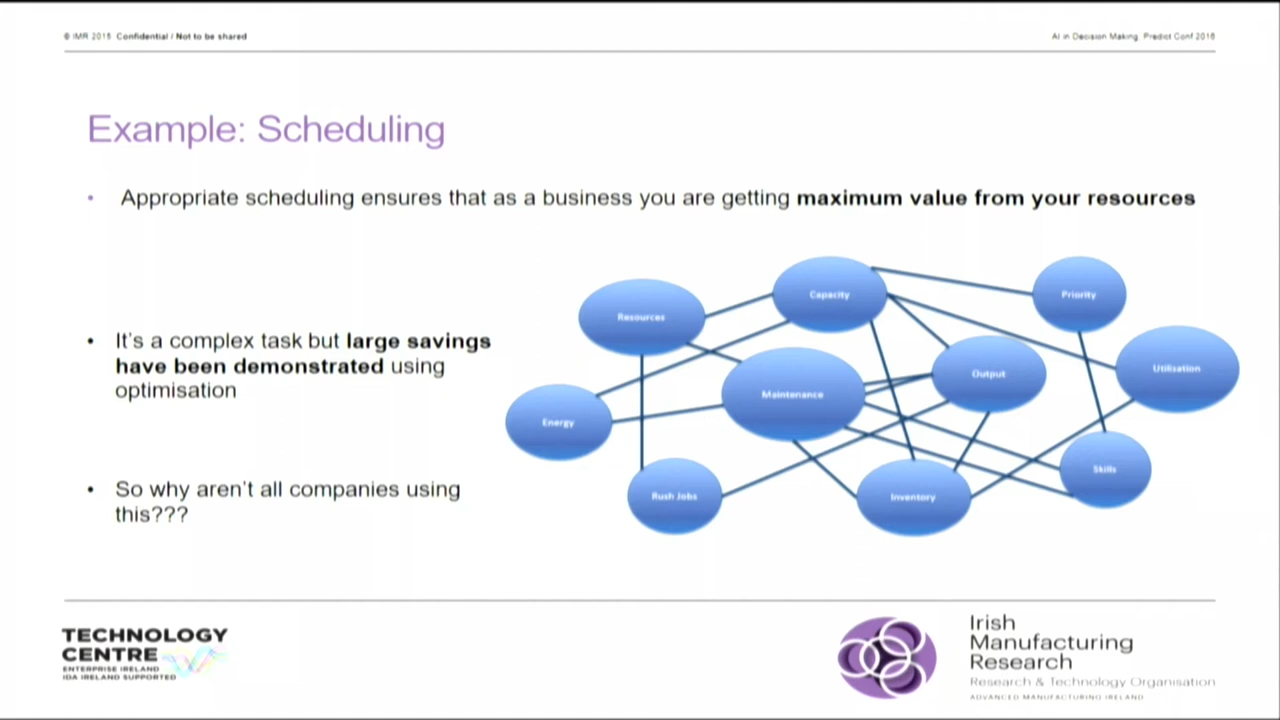 © IMR 2015 Confidential / Not to be shared
AI in Decision Making Predict Conf 2016
Example: Scheduling
• Appropriate scheduling ensures that as a business you are getting maximum value from your resources
• It's a complex task but large savings
have been demonstrated using
optimisation
• So why aren't all companies using
this???
Resources
Capacity
Priority
Utilisation
Output
Maintenance
Energy
Skills
Rush Jobs
Inventory
TECHNOLOGY
CENTRE
ENTERPRISE IRELAND
IDA IRELAND SUPPORTED
Irish
Manufacturing
Research
Research & Technology Organisation
ADVANCED MANUFACTURING IRELAND